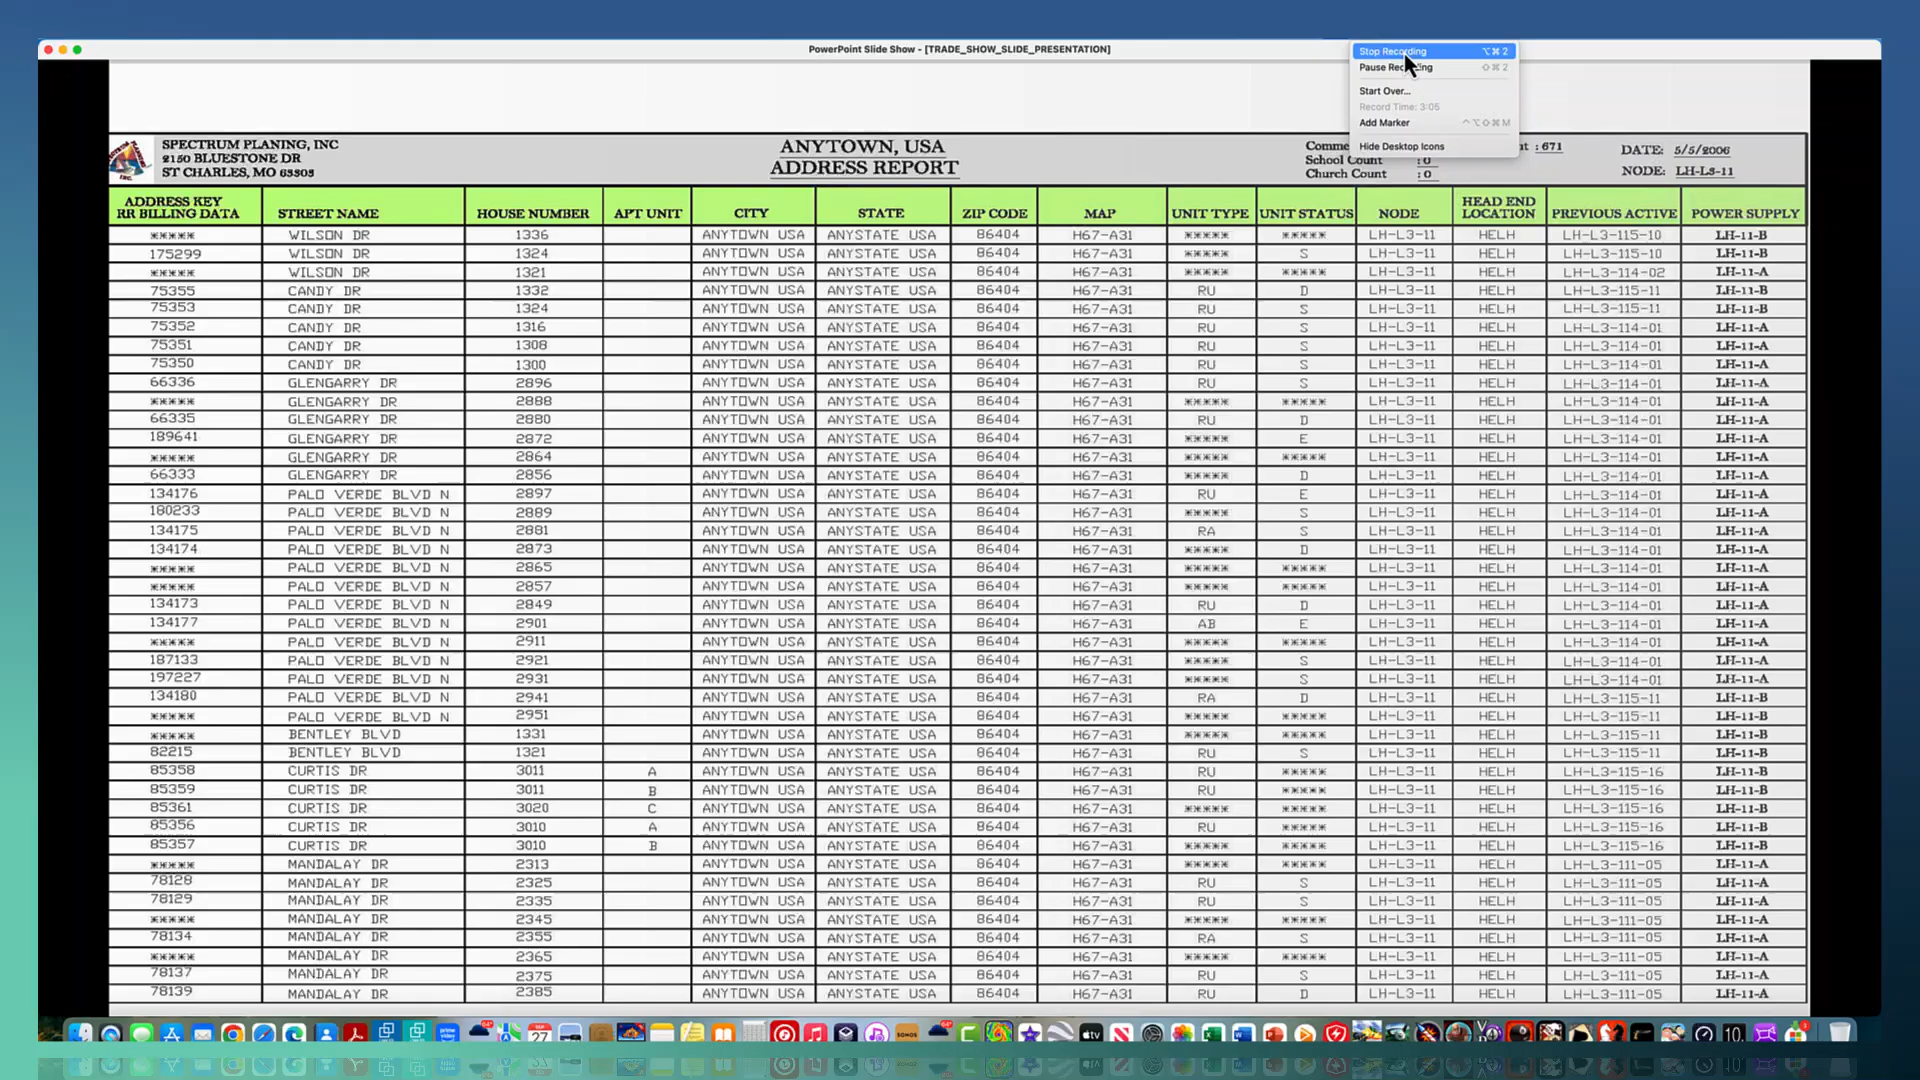 PowerPoint Slide Show - [TRADE_SHOW_SLIDE_PRESENTATION]
Stop Recording ⌥⌘2
Pause Recording ⇧⌘2
Start Over...
Record Time: 3:05
Add Marker ^⌥⇧⌘M
Hide Desktop Icons
SPECTRUM PLANING, INC
2150 BLUESTONE DR
ST CHARLES, MO 63303
ANYTOWN, USA
ADDRESS REPORT
: 671
School Count : 0
Church Count : 0
DATE: 5/5/2006
NODE: LH-L3-11
ADDRESS KEY RR BILLING DATA STREET NAME HOUSE NUMBER APT UNIT CITY STATE ZIP CODE MAP UNIT TYPE UNIT STATUS NODE HEAD END LOCATION PREVIOUS ACTIVE POWER SUPPLY
***** WILSON DR 1336 ANYTOWN USA ANYSTATE USA 86404 H67-A31 ***** ***** LH-L3-11 HELH LH-L3-115-10 LH-11-B
175299 WILSON DR 1324 ANYTOWN USA ANYSTATE USA 86404 H67-A31 ***** S LH-L3-11 HELH LH-L3-115-10 LH-11-B
***** WILSON DR 1321 ANYTOWN USA ANYSTATE USA 86404 H67-A31 ***** ***** LH-L3-11 HELH LH-L3-114-02 LH-11-A
75355 CANDY DR 1332 ANYTOWN USA ANYSTATE USA 86404 H67-A31 RU D LH-L3-11 HELH LH-L3-115-11 LH-11-B
75353 CANDY DR 1324 ANYTOWN USA ANYSTATE USA 86404 H67-A31 RU S LH-L3-11 HELH LH-L3-115-11 LH-11-B
75352 CANDY DR 1316 ANYTOWN USA ANYSTATE USA 86404 H67-A31 RU S LH-L3-11 HELH LH-L3-114-01 LH-11-A
75351 CANDY DR 1308 ANYTOWN USA ANYSTATE USA 86404 H67-A31 RU S LH-L3-11 HELH LH-L3-114-01 LH-11-A
75350 CANDY DR 1300 ANYTOWN USA ANYSTATE USA 86404 H67-A31 RU S LH-L3-11 HELH LH-L3-114-01 LH-11-A
66336 GLENGARRY DR 2896 ANYTOWN USA ANYSTATE USA 86404 H67-A31 RU S LH-L3-11 HELH LH-L3-114-01 LH-11-A
***** GLENGARRY DR 2888 ANYTOWN USA ANYSTATE USA 86404 H67-A31 ***** ***** LH-L3-11 HELH LH-L3-114-01 LH-11-A
66335 GLENGARRY DR 2880 ANYTOWN USA ANYSTATE USA 86404 H67-A31 RU D LH-L3-11 HELH LH-L3-114-01 LH-11-A
189641 GLENGARRY DR 2872 ANYTOWN USA ANYSTATE USA 86404 H67-A31 ***** E LH-L3-11 HELH LH-L3-114-01 LH-11-A
***** GLENGARRY DR 2864 ANYTOWN USA ANYSTATE USA 86404 H67-A31 ***** ***** LH-L3-11 HELH LH-L3-114-01 LH-11-A
66333 GLENGARRY DR 2856 ANYTOWN USA ANYSTATE USA 86404 H67-A31 ***** D LH-L3-11 HELH LH-L3-114-01 LH-11-A
134176 PALO VERDE BLVD N 2897 ANYTOWN USA ANYSTATE USA 86404 H67-A31 RU E LH-L3-11 HELH LH-L3-114-01 LH-11-A
180233 PALO VERDE BLVD N 2889 ANYTOWN USA ANYSTATE USA 86404 H67-A31 ***** S LH-L3-11 HELH LH-L3-114-01 LH-11-A
134175 PALO VERDE BLVD N 2881 ANYTOWN USA ANYSTATE USA 86404 H67-A31 RA S LH-L3-11 HELH LH-L3-114-01 LH-11-A
134174 PALO VERDE BLVD N 2873 ANYTOWN USA ANYSTATE USA 86404 H67-A31 ***** D LH-L3-11 HELH LH-L3-114-01 LH-11-A
***** PALO VERDE BLVD N 2865 ANYTOWN USA ANYSTATE USA 86404 H67-A31 ***** ***** LH-L3-11 HELH LH-L3-114-01 LH-11-A
***** PALO VERDE BLVD N 2857 ANYTOWN USA ANYSTATE USA 86404 H67-A31 ***** ***** LH-L3-11 HELH LH-L3-114-01 LH-11-A
134173 PALO VERDE BLVD N 2849 ANYTOWN USA ANYSTATE USA 86404 H67-A31 RU D LH-L3-11 HELH LH-L3-114-01 LH-11-A
134177 PALO VERDE BLVD N 2901 ANYTOWN USA ANYSTATE USA 86404 H67-A31 AB E LH-L3-11 HELH LH-L3-114-01 LH-11-A
***** PALO VERDE BLVD N 2911 ANYTOWN USA ANYSTATE USA 86404 H67-A31 ***** ***** LH-L3-11 HELH LH-L3-114-01 LH-11-A
187133 PALO VERDE BLVD N 2921 ANYTOWN USA ANYSTATE USA 86404 H67-A31 ***** S LH-L3-11 HELH LH-L3-114-01 LH-11-A
197227 PALO VERDE BLVD N 2931 ANYTOWN USA ANYSTATE USA 86404 H67-A31 ***** S LH-L3-11 HELH LH-L3-114-01 LH-11-A
134180 PALO VERDE BLVD N 2941 ANYTOWN USA ANYSTATE USA 86404 H67-A31 RA D LH-L3-11 HELH LH-L3-115-11 LH-11-B
***** PALO VERDE BLVD N 2951 ANYTOWN USA ANYSTATE USA 86404 H67-A31 ***** ***** LH-L3-11 HELH LH-L3-115-11 LH-11-B
***** BENTLEY BLVD 1331 ANYTOWN USA ANYSTATE USA 86404 H67-A31 ***** ***** LH-L3-11 HELH LH-L3-115-11 LH-11-B
82215 BENTLEY BLVD 1321 ANYTOWN USA ANYSTATE USA 86404 H67-A31 RU S LH-L3-11 HELH LH-L3-115-11 LH-11-B
85358 CURTIS DR 3011 A ANYTOWN USA ANYSTATE USA 86404 H67-A31 RU ***** LH-L3-11 HELH LH-L3-115-16 LH-11-B
85359 CURTIS DR 3011 B ANYTOWN USA ANYSTATE USA 86404 H67-A31 RU ***** LH-L3-11 HELH LH-L3-115-16 LH-11-B
85361 CURTIS DR 3020 C ANYTOWN USA ANYSTATE USA 86404 H67-A31 ***** ***** LH-L3-11 HELH LH-L3-115-16 LH-11-B
85356 CURTIS DR 3010 A ANYTOWN USA ANYSTATE USA 86404 H67-A31 RU ***** LH-L3-11 HELH LH-L3-115-16 LH-11-B
85357 CURTIS DR 3010 B ANYTOWN USA ANYSTATE USA 86404 H67-A31 RU ***** LH-L3-11 HELH LH-L3-115-16 LH-11-B
***** MANDALAY DR 2313 ANYTOWN USA ANYSTATE USA 86404 H67-A31 ***** ***** LH-L3-11 HELH LH-L3-111-05 LH-11-A
78128 MANDALAY DR 2325 ANYTOWN USA ANYSTATE USA 86404 H67-A31 RU S LH-L3-11 HELH LH-L3-111-05 LH-11-A
78129 MANDALAY DR 2335 ANYTOWN USA ANYSTATE USA 86404 H67-A31 RU S LH-L3-11 HELH LH-L3-111-05 LH-11-A
***** MANDALAY DR 2345 ANYTOWN USA ANYSTATE USA 86404 H67-A31 ***** ***** LH-L3-11 HELH LH-L3-111-05 LH-11-A
78134 MANDALAY DR 2355 ANYTOWN USA ANYSTATE USA 86404 H67-A31 RA S LH-L3-11 HELH LH-L3-111-05 LH-11-A
***** MANDALAY DR 2365 ANYTOWN USA ANYSTATE USA 86404 H67-A31 ***** ***** LH-L3-11 HELH LH-L3-111-05 LH-11-A
78137 MANDALAY DR 2375 ANYTOWN USA ANYSTATE USA 86404 H67-A31 RU S LH-L3-11 HELH LH-L3-111-05 LH-11-A
78139 MANDALAY DR 2385 ANYTOWN USA ANYSTATE USA 86404 H67-A31 RU D LH-L3-11 HELH LH-L3-111-05 LH-11-A